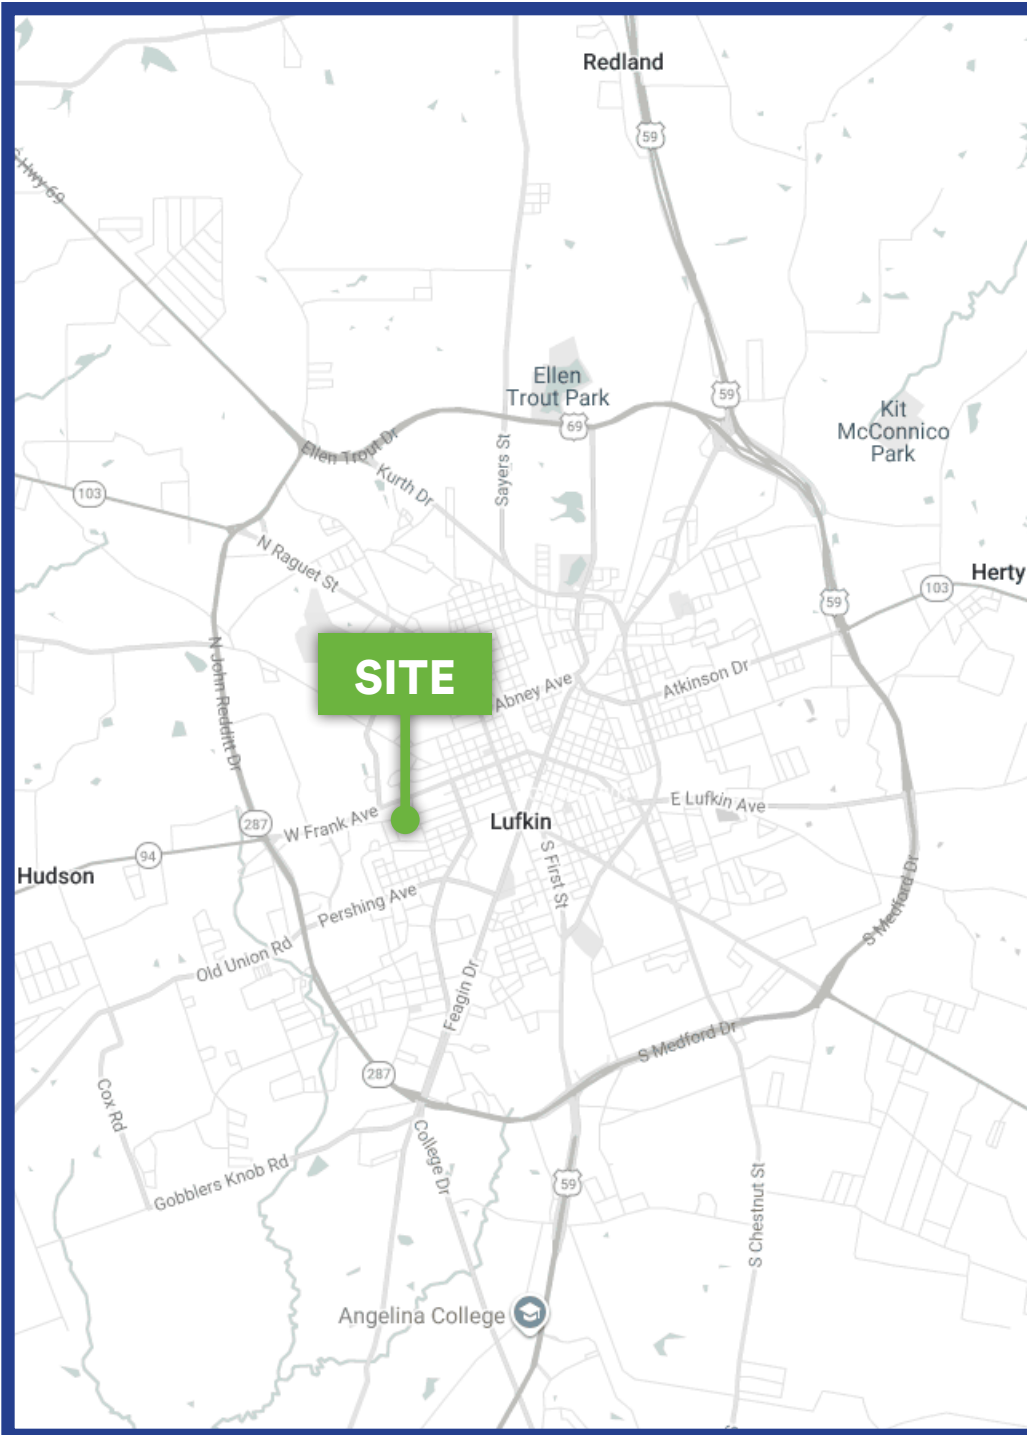 Redland
59
S Hwy 69
Ellen
Trout Park
59
69
Kit
McConnico
Park
Ellen Trout Dr
Sayers St
Kurth Dr
103
N Raguet St
Herty
103
59
SITE
N John Redditt Dr
Abney Ave
Atkinson Dr
E Lufkin Ave
287
W Frank Ave
Lufkin
94
Hudson
S First St
Pershing Ave
S Medford Dr
Old Union Rd
Feagin Dr
S Medford Dr
287
Cox Rd
College Dr
Gobblers Knob Rd
59
S Chestnut St
Angelina College